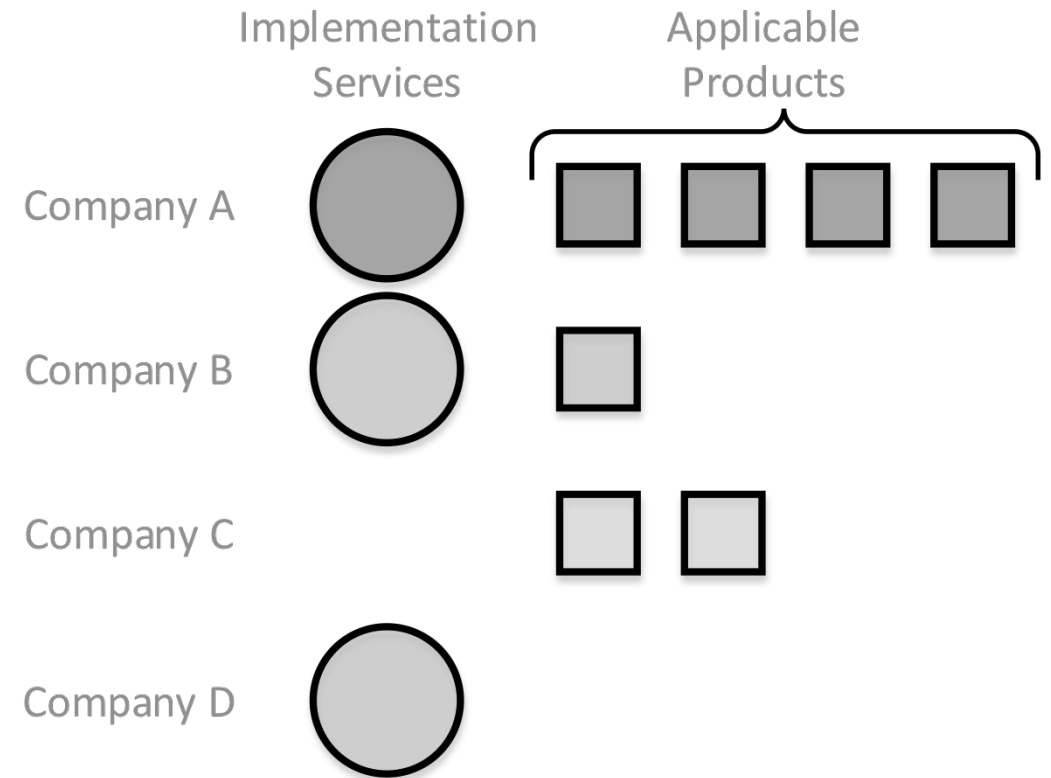 Implementation
Services
Applicable
Products
Company A
Company B
Company C
Company D